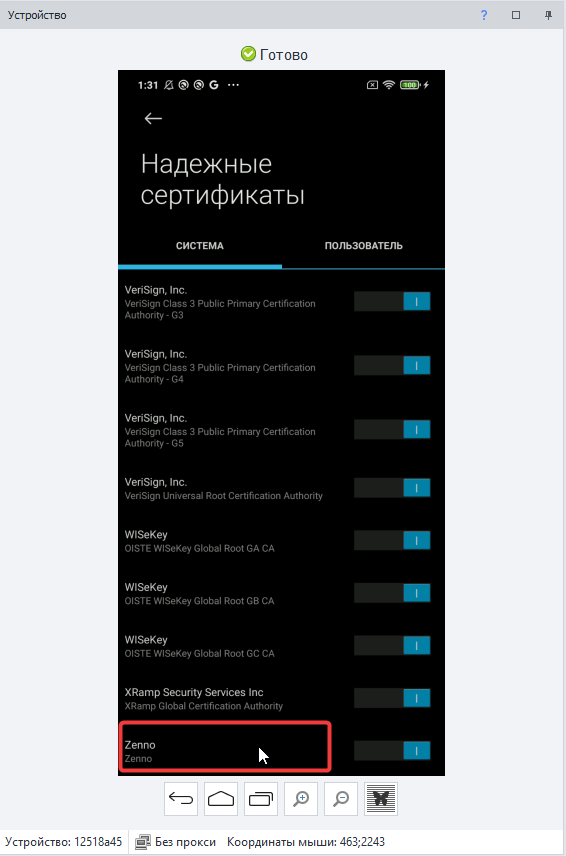 Устройство
?
Готово
1:31
G
...
100
Надежные
сертификаты
СИСТЕМА
ПОЛЬЗОВАТЕЛЬ
VeriSign, Inc.
VeriSign Class 3 Public Primary Certification
Authority - G3
VeriSign, Inc.
VeriSign Class 3 Public Primary Certification
Authority - G4
VeriSign, Inc.
VeriSign Class 3 Public Primary Certification
Authority - G5
VeriSign, Inc.
VeriSign Universal Root Certification Authority
WISeKey
OISTE WISeKey Global Root GA CA
WISeKey
OISTE WISeKey Global Root GB CA
WISeKey
OISTE WISeKey Global Root GC CA
XRamp Security Services Inc
XRamp Global Certification Authority
Zenno
Zenno
Устройство: 12518a45 Без прокси Координаты мыши: 463;2243